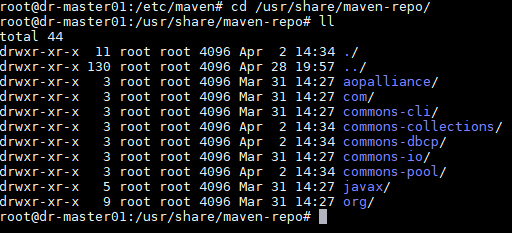 root@dr-master01:/etc/maven# cd /usr/share/maven-repo/
root@dr-master01:/usr/share/maven-repo# ll
total 44
drwxr-xr-x  11 root root 4096 Apr  2 14:34 ./
drwxr-xr-x 130 root root 4096 Apr 28 19:57 ../
drwxr-xr-x   3 root root 4096 Mar 31 14:27 aopalliance/
drwxr-xr-x   3 root root 4096 Mar 31 14:27 com/
drwxr-xr-x   3 root root 4096 Mar 31 14:27 commons-cli/
drwxr-xr-x   3 root root 4096 Apr  2 14:34 commons-collections/
drwxr-xr-x   3 root root 4096 Apr  2 14:34 commons-dbcp/
drwxr-xr-x   3 root root 4096 Mar 31 14:27 commons-io/
drwxr-xr-x   3 root root 4096 Apr  2 14:34 commons-pool/
drwxr-xr-x   5 root root 4096 Mar 31 14:27 javax/
drwxr-xr-x   9 root root 4096 Mar 31 14:27 org/
root@dr-master01:/usr/share/maven-repo#